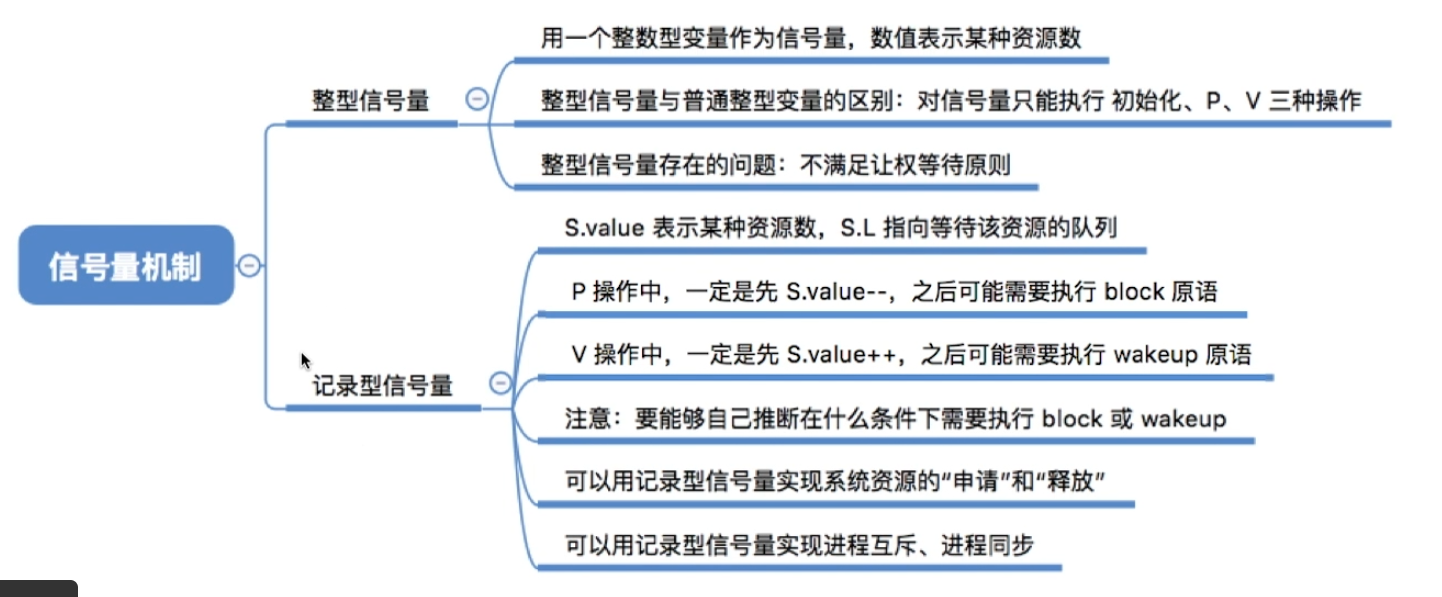 用一个整数型变量作为信号量，数值表示某种资源数
整型信号量
整型信号量与普通整型变量的区别：对信号量只能执行 初始化、P、V 三种操作
整型信号量存在的问题：不满足让权等待原则
信号量机制
S.value 表示某种资源数，S.L 指向等待该资源的队列
P 操作中，一定是先 S.value--，之后可能需要执行 block 原语
V 操作中，一定是先 S.value++，之后可能需要执行 wakeup 原语
记录型信号量
注意：要能够自己推断在什么条件下需要执行 block 或 wakeup
可以用记录型信号量实现系统资源的“申请”和“释放”
可以用记录型信号量实现进程互斥、进程同步